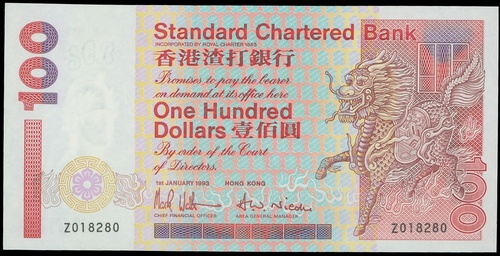 100
Standard Chartered Bank
INCORPORATED BY ROYAL CHARTER 1853
香港渣打銀行
Promises to pay the bearer
on demand at its office here
One Hundred
Dollars 壹佰圓
By order of the Court
of Directors.
1st JANUARY 1993 HONG KONG
CHIEF FINANCIAL OFFICER AREA GENERAL MANAGER
Z018280 Z018280
100